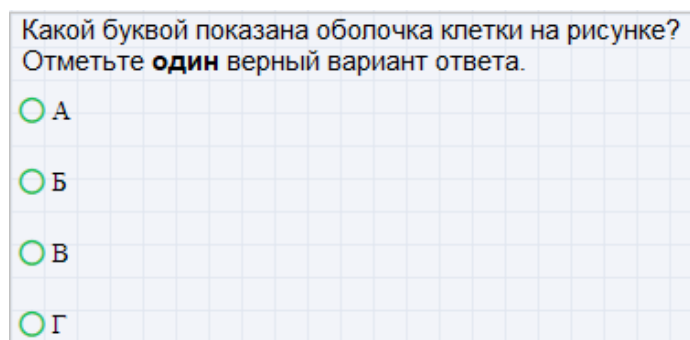 Какой буквой показана оболочка клетки на рисунке?
Отметьте один верный вариант ответа.
А
Б
В
Г